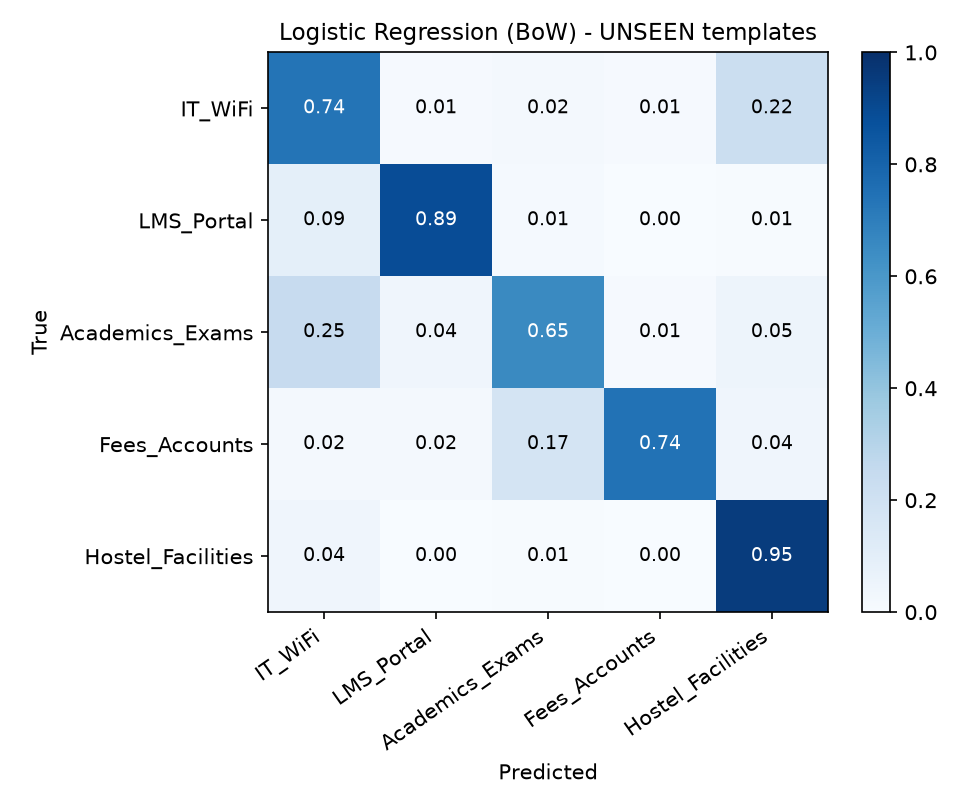 Logistic Regression (BoW) - UNSEEN templates
IT_WiFi 0.74 0.01 0.02 0.01 0.22
LMS_Portal 0.09 0.89 0.01 0.00 0.01
Academics_Exams 0.25 0.04 0.65 0.01 0.05
Fees_Accounts 0.02 0.02 0.17 0.74 0.04
Hostel_Facilities 0.04 0.00 0.01 0.00 0.95
True
IT_WiFi LMS_Portal Academics_Exams Fees_Accounts Hostel_Facilities
Predicted
1.0
0.8
0.6
0.4
0.2
0.0